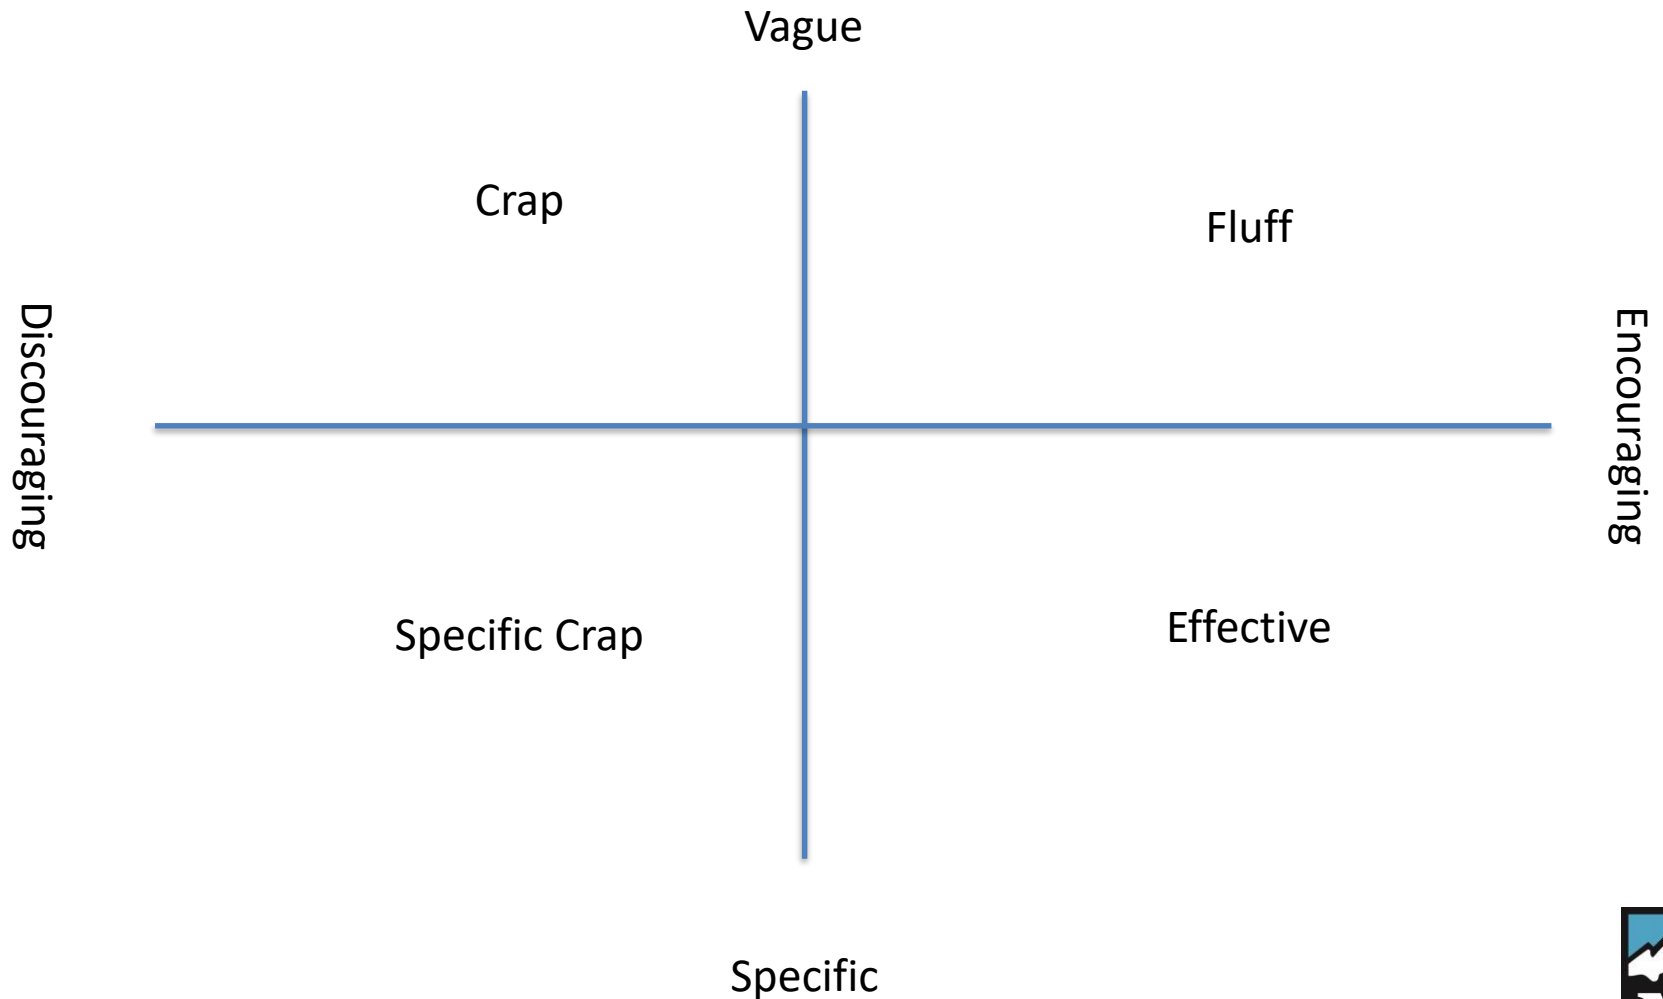 Vague
Crap
Fluff
Discouraging
Encouraging
Specific Crap
Effective
Specific